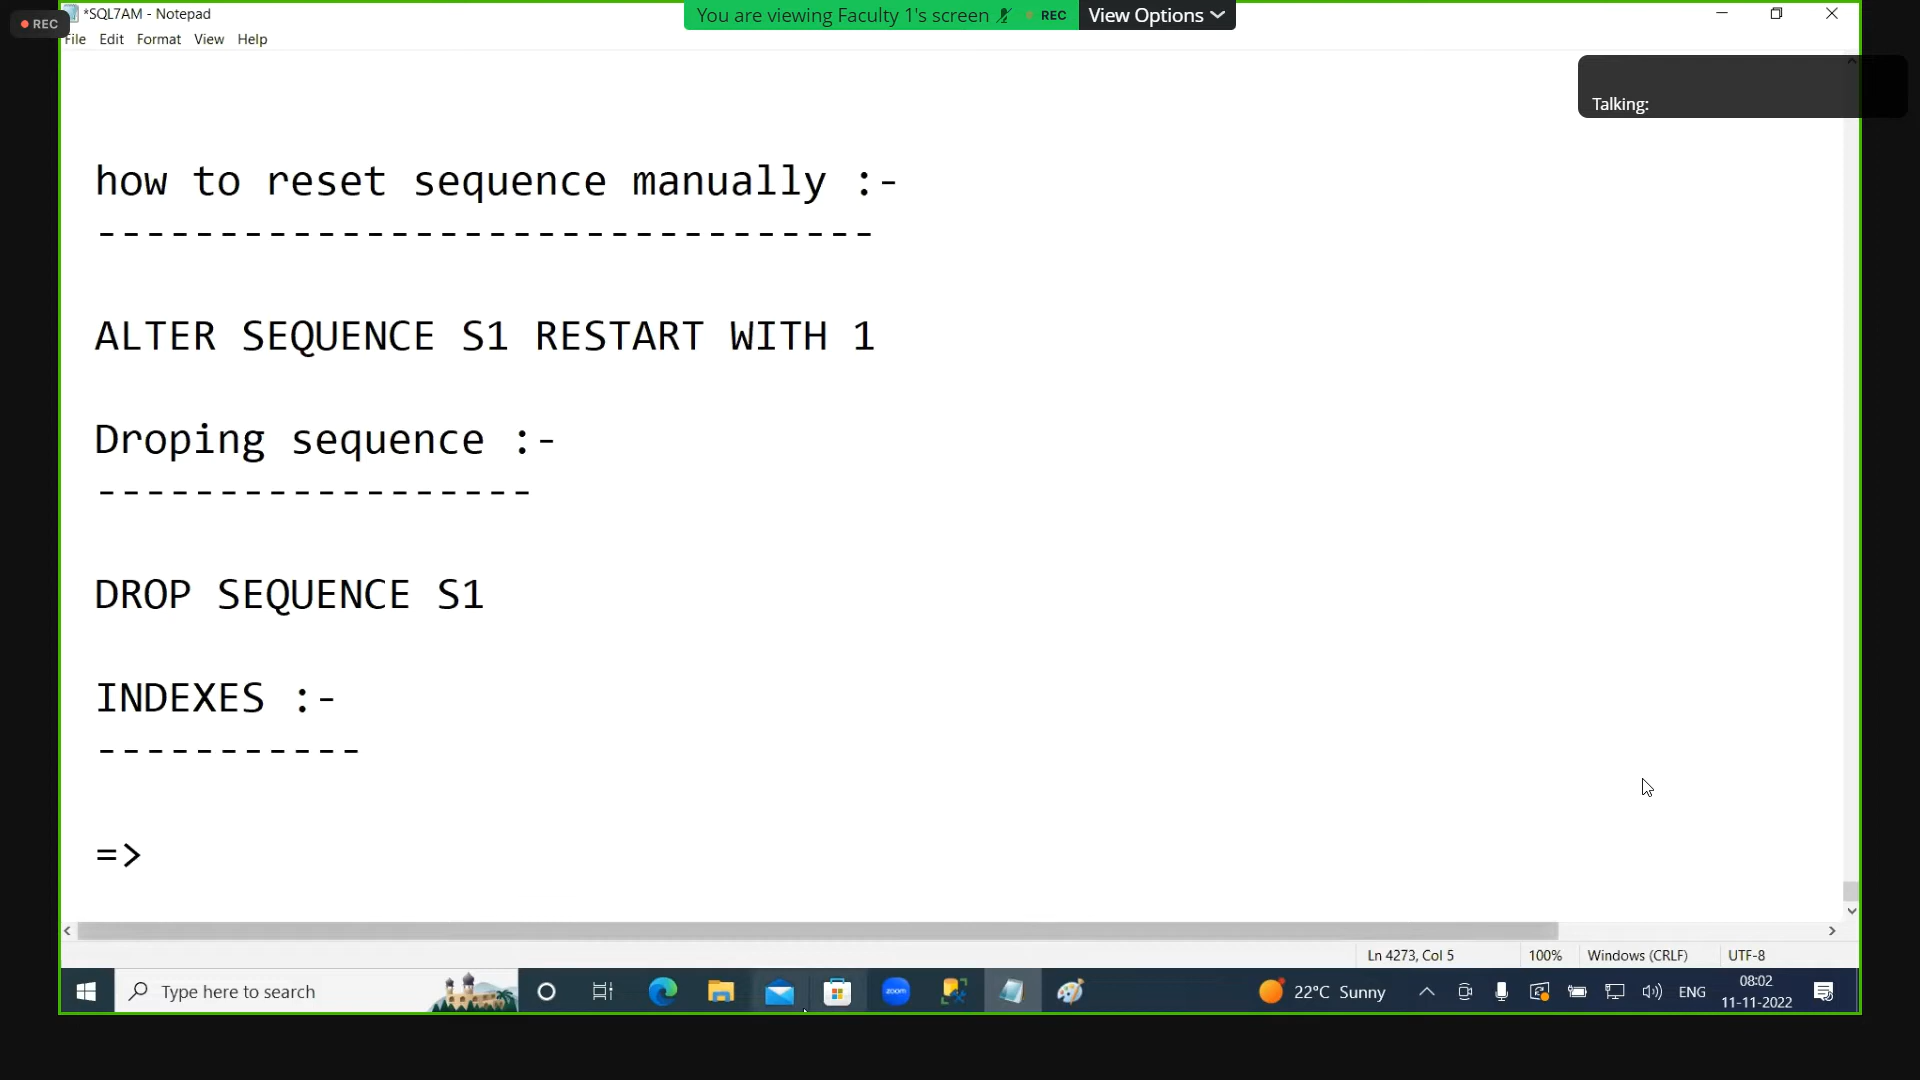 REC
*SQL7AM - Notepad
You are viewing Faculty 1's screen
REC
View Options
File Edit Format View Help
Talking:
how to reset sequence manually :-
--------------------------------
ALTER SEQUENCE S1 RESTART WITH 1
Droping sequence :-
------------------
DROP SEQUENCE S1
INDEXES :-
-----------
=>
Ln 4273, Col 5
100%
Windows (CRLF)
UTF-8
Type here to search
zoom
22°C Sunny
ENG
08:02
11-11-2022